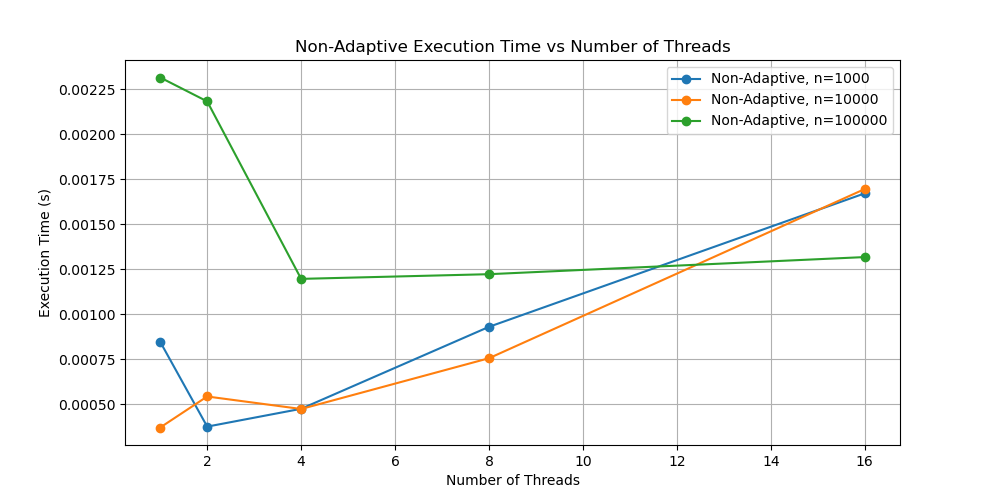 Non-Adaptive Execution Time vs Number of Threads
Non-Adaptive, n=1000
Non-Adaptive, n=10000
Non-Adaptive, n=100000
Execution Time (s)
0.00225
0.00200
0.00175
0.00150
0.00125
0.00100
0.00075
0.00050
2 4 6 8 10 12 14 16
Number of Threads